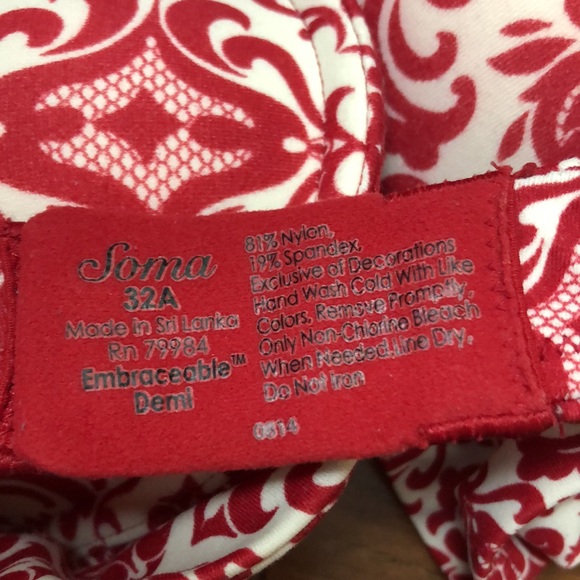 Soma
32A
Made in Sri Lanka
Rn 79984
Embraceable™
Demi
81% Nylon,
19% Spandex,
Exclusive of Decorations
Hand Wash Cold With Like
Colors, Remove Promptly,
Only Non-Chlorine Bleach
When Needed.Line Dry.
Do Not Iron
0814